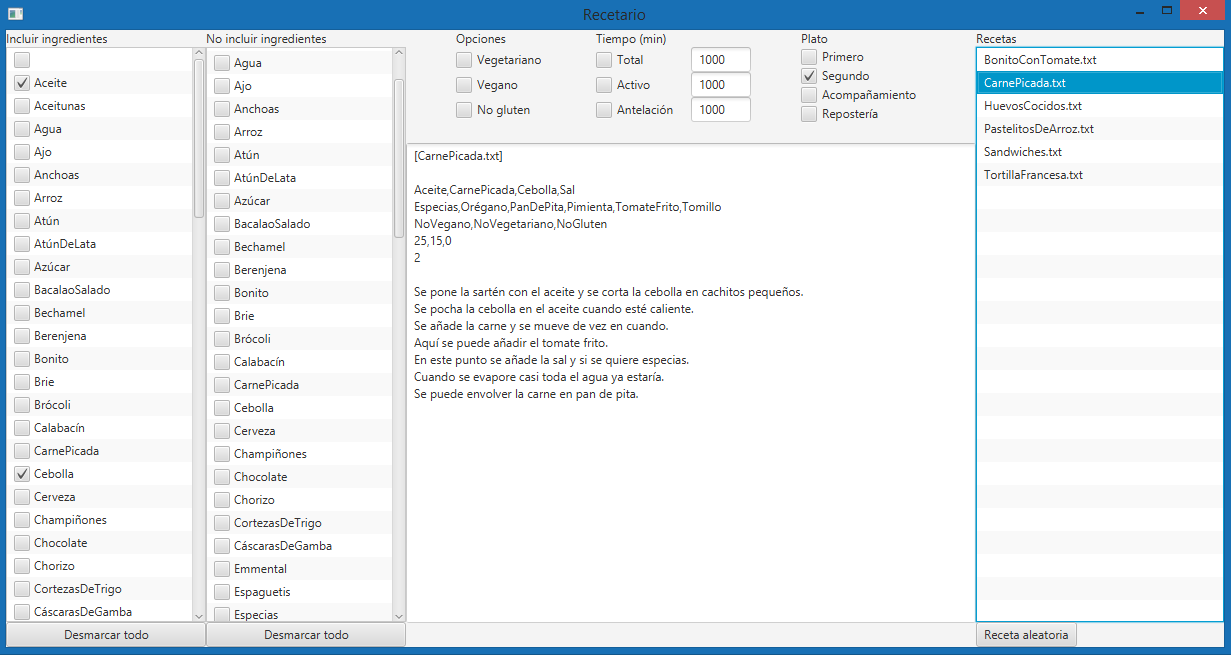 Recetario
Incluir ingredientes
Aceite
Aceitunas
Agua
Ajo
Anchoas
Arroz
Atún
AtúnDeLata
Azúcar
BacalaoSalado
Bechamel
Berenjena
Bonito
Brie
Brócoli
Calabacín
CarnePicada
Cebolla
Cerveza
Champiñones
Chocolate
Chorizo
CortezasDeTrigo
CáscarasDeGamba
Desmarcar todo
No incluir ingredientes
Agua
Ajo
Anchoas
Arroz
Atún
AtúnDeLata
Azúcar
BacalaoSalado
Bechamel
Berenjena
Bonito
Brie
Brócoli
Calabacín
CarnePicada
Cebolla
Cerveza
Champiñones
Chocolate
Chorizo
CortezasDeTrigo
CáscarasDeGamba
Emmental
Espaguetis
Especias
Desmarcar todo
Opciones
Vegetariano
Vegano
No gluten
Tiempo (min)
Total 1000
Activo 1000
Antelación 1000
Plato
Primero
Segundo
Acompañamiento
Repostería
[CarnePicada.txt]
Aceite,CarnePicada,Cebolla,Sal
Especias,Orégano,PanDePita,Pimienta,TomateFrito,Tomillo
NoVegano,NoVegetariano,NoGluten
25,15,0
2
Se pone la sartén con el aceite y se corta la cebolla en cachitos pequeños.
Se pocha la cebolla en el aceite cuando esté caliente.
Se añade la carne y se mueve de vez en cuando.
Aquí se puede añadir el tomate frito.
En este punto se añade la sal y si se quiere especias.
Cuando se evapore casi toda el agua ya estaría.
Se puede envolver la carne en pan de pita.
Recetas
BonitoConTomate.txt
CarnePicada.txt
HuevosCocidos.txt
PastelitosDeArroz.txt
Sandwiches.txt
TortillaFrancesa.txt
Receta aleatoria